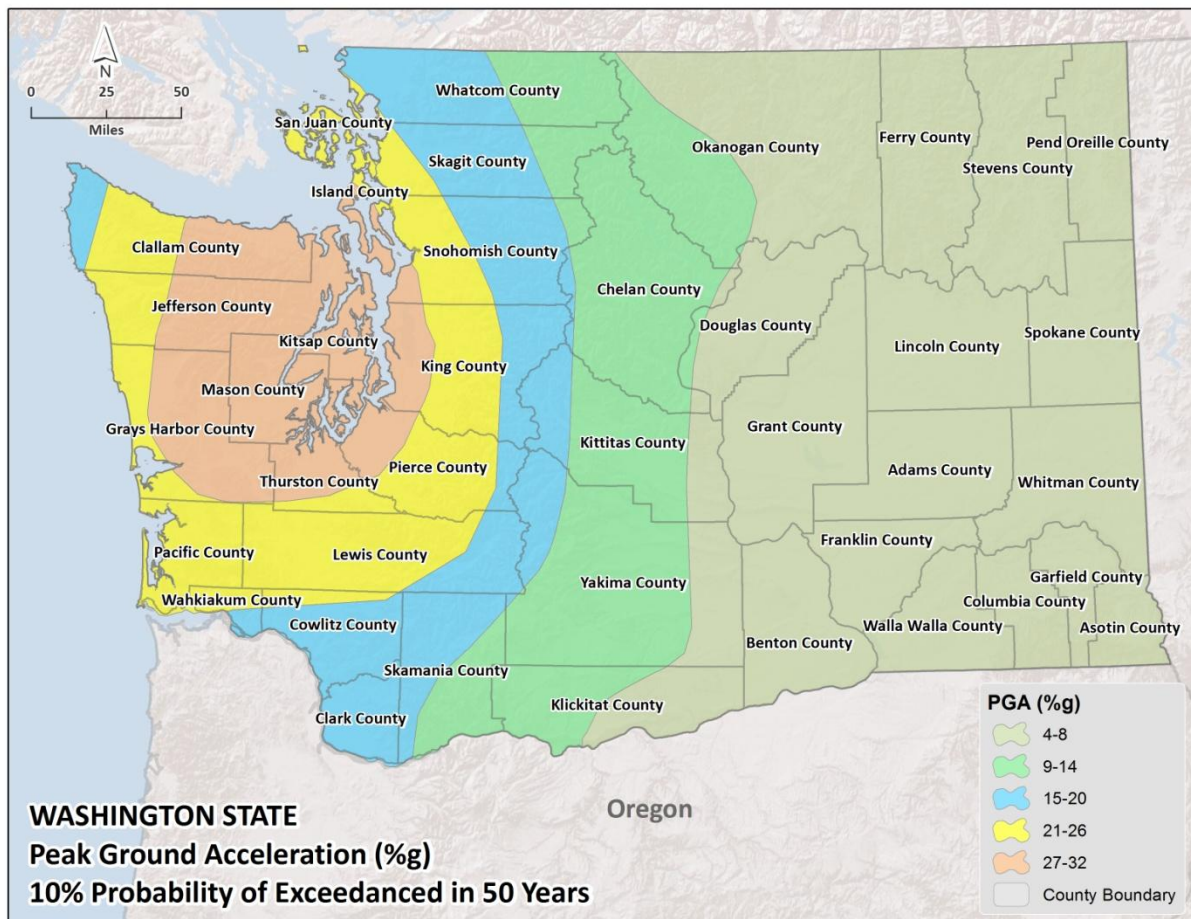 N
0 25 50
Miles
Whatcom County
San Juan County
Skagit County
Okanogan County
Ferry County
Pend Oreille County
Stevens County
Island County
Clallam County
Snohomish County
Chelan County
Jefferson County
Douglas County
Spokane County
Kitsap County
Lincoln County
King County
Mason County
Grays Harbor County
Kittitas County
Grant County
Pierce County
Adams County
Thurston County
Whitman County
Pacific County
Lewis County
Franklin County
Yakima County
Garfield County
Wahkiakum County
Columbia County
Cowlitz County
Walla Walla County
Asotin County
Benton County
Skamania County
Klickitat County
Clark County
Oregon
PGA (%g)
4-8
9-14
15-20
21-26
27-32
County Boundary
WASHINGTON STATE
Peak Ground Acceleration (%g)
10% Probability of Exceedanced in 50 Years